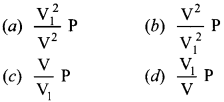 (a) V₁²/V² P (b) V²/V₁² P
(c) V/V₁ P (d) V₁/V P